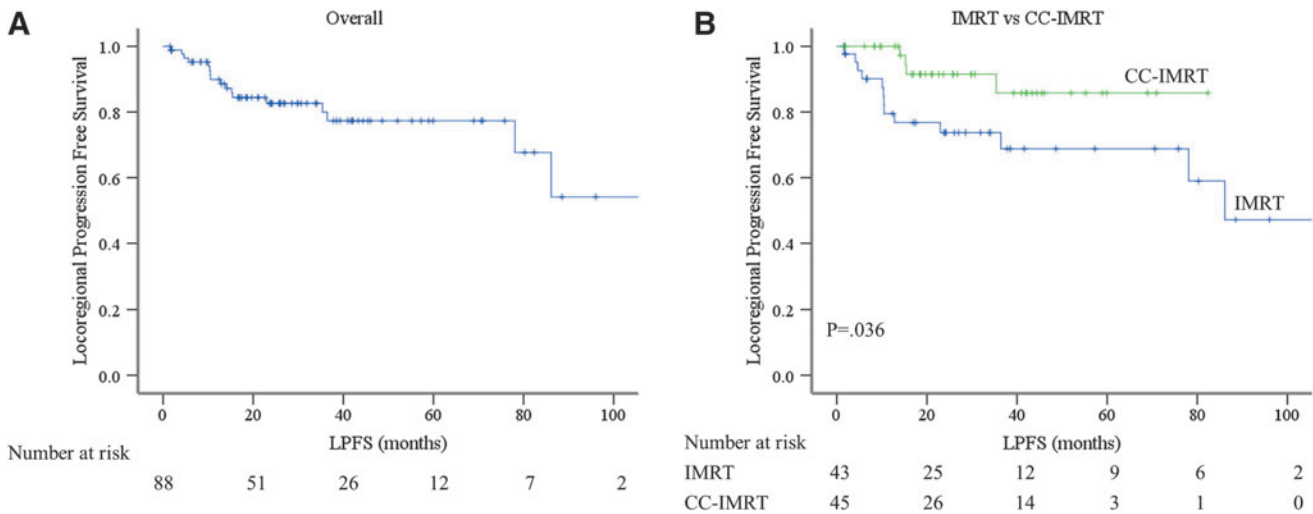 A
Overall
Locoregional Progression Free Survival
1.0
0.8
0.6
0.4
0.2
0.0
0 20 40 60 80 100
LPFS (months)
Number at risk
88 51 26 12 7 2
B
IMRT vs CC-IMRT
Locoregional Progression Free Survival
1.0
0.8
0.6
0.4
0.2
0.0
CC-IMRT
IMRT
P=.036
0 20 40 60 80 100
LPFS (months)
Number at risk
IMRT 43 25 12 9 6 2
CC-IMRT 45 26 14 3 1 0